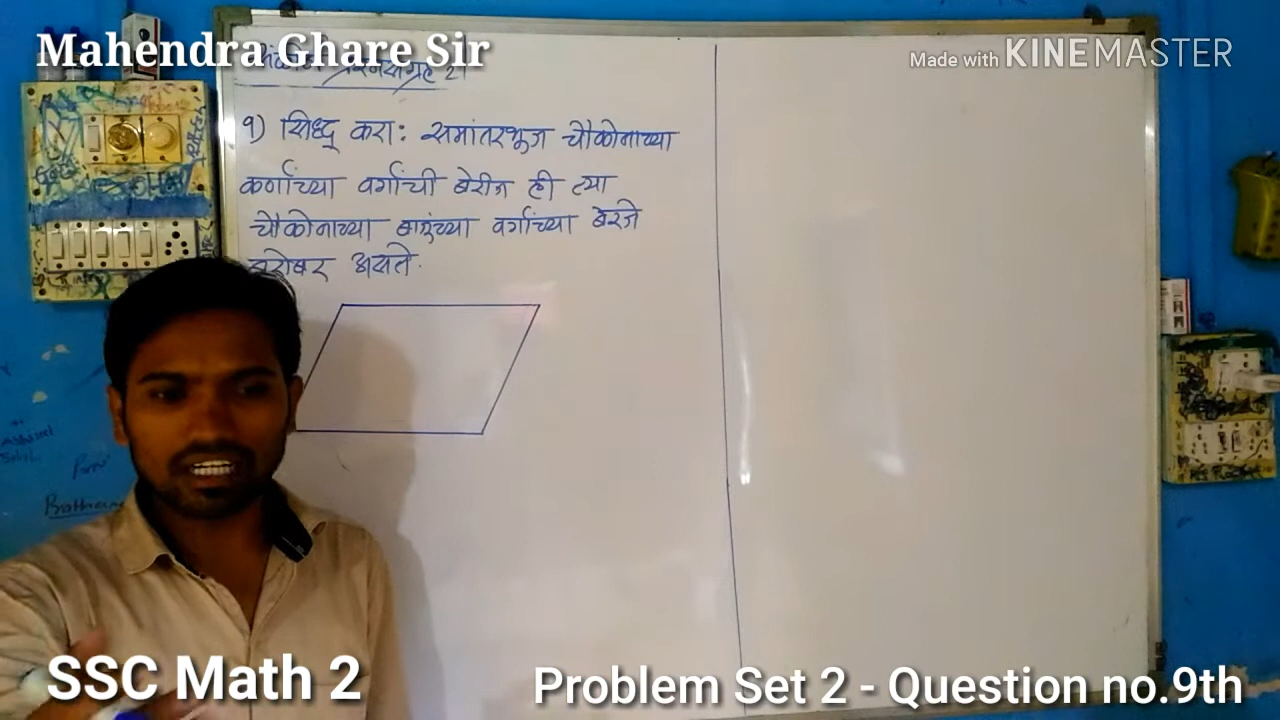 Mahendra Ghare Sir
Made with KINEMASTER
९) सिध्द करा: समांतरभूज चौकोनाच्या
कर्णांच्या वर्गांची बेरीज ही त्या
चौकोनाच्या बाजूंच्या वर्गांच्या बेरजे
बरोबर असते.
SSC Math 2
Problem Set 2 - Question no.9th